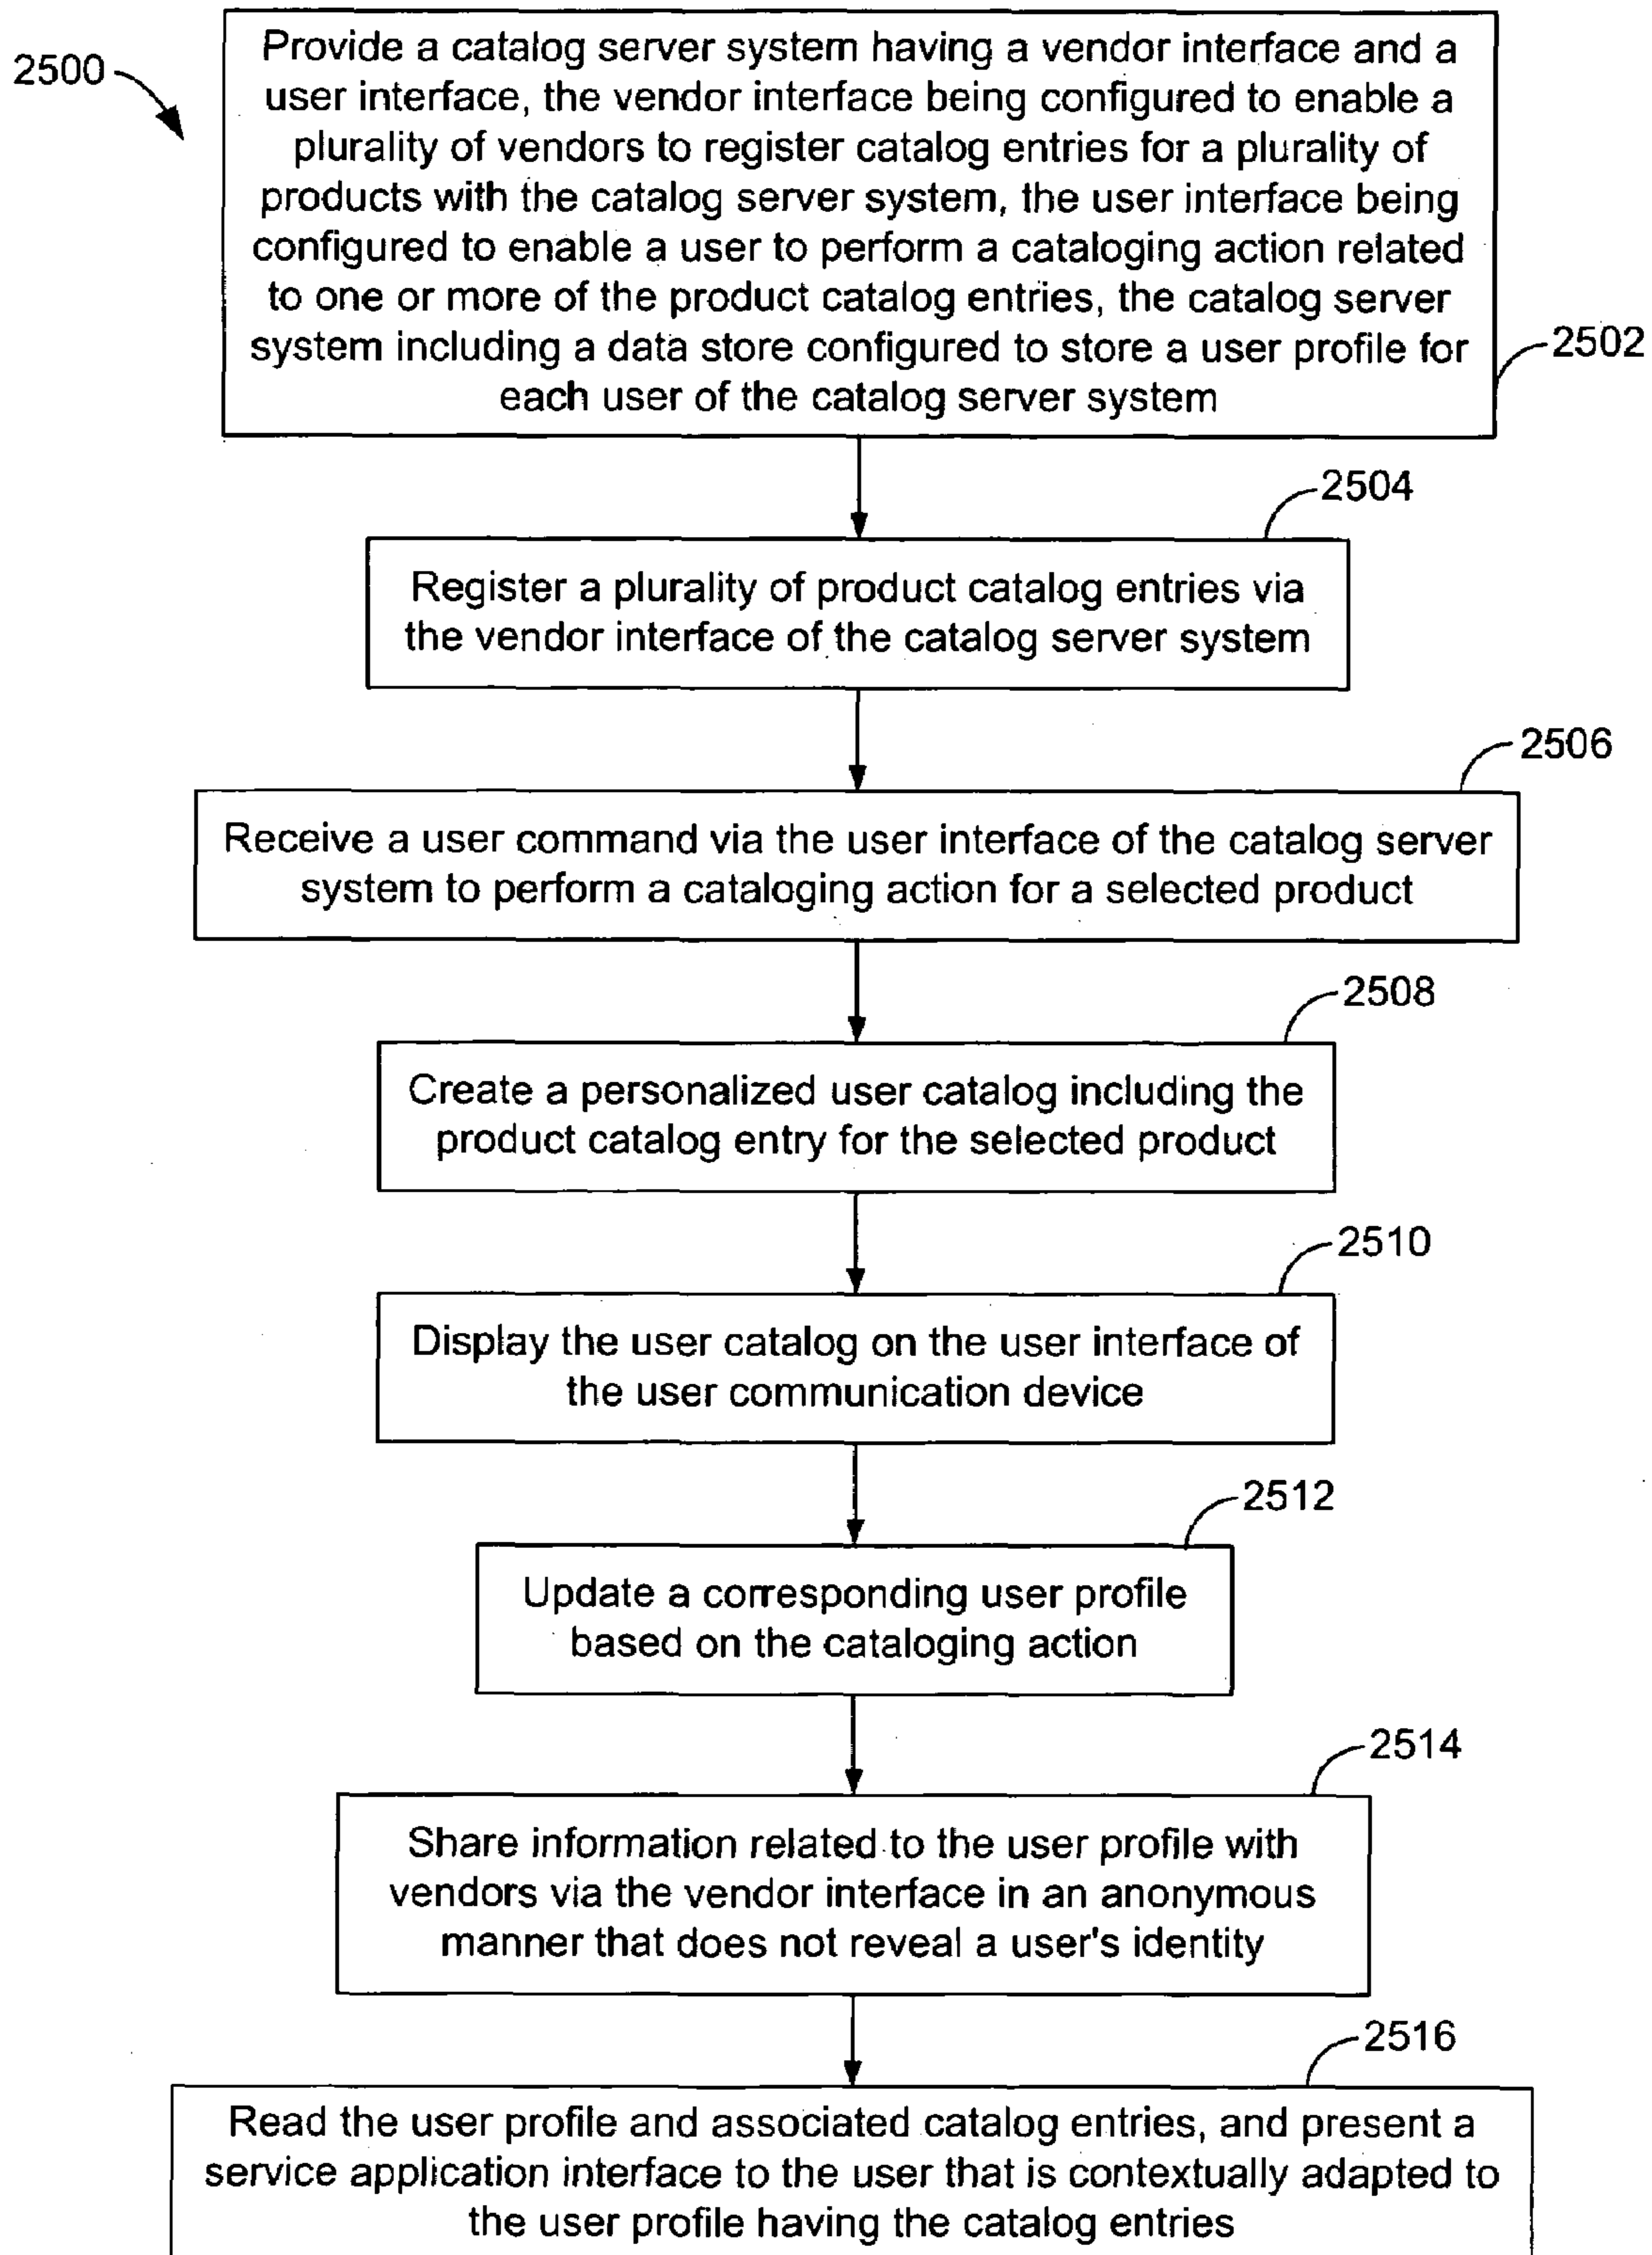 2500
Provide a catalog server system having a vendor interface and a
user interface, the vendor interface being configured to enable a
plurality of vendors to register catalog entries for a plurality of
products with the catalog server system, the user interface being
configured to enable a user to perform a cataloging action related
to one or more of the product catalog entries, the catalog server
system including a data store configured to store a user profile for
each user of the catalog server system
2502
2504
Register a plurality of product catalog entries via
the vendor interface of the catalog server system
2506
Receive a user command via the user interface of the catalog server
system to perform a cataloging action for a selected product
2508
Create a personalized user catalog including the
product catalog entry for the selected product
2510
Display the user catalog on the user interface of
the user communication device
2512
Update a corresponding user profile
based on the cataloging action
2514
Share information related to the user profile with
vendors via the vendor interface in an anonymous
manner that does not reveal a user's identity
2516
Read the user profile and associated catalog entries, and present a
service application interface to the user that is contextually adapted to
the user profile having the catalog entries